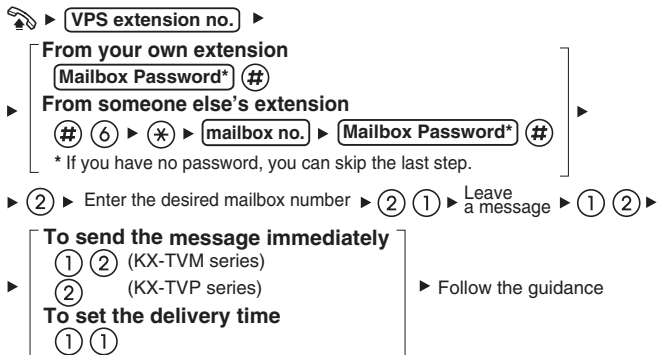 VPS extension no.
From your own extension
Mailbox Password* #
From someone else's extension
# 6 * mailbox no. Mailbox Password* #
* If you have no password, you can skip the last step.
2 Enter the desired mailbox number 2 1 Leave a message 1 2
To send the message immediately
1 2 (KX-TVM series)
2 (KX-TVP series)
Follow the guidance
To set the delivery time
1 1